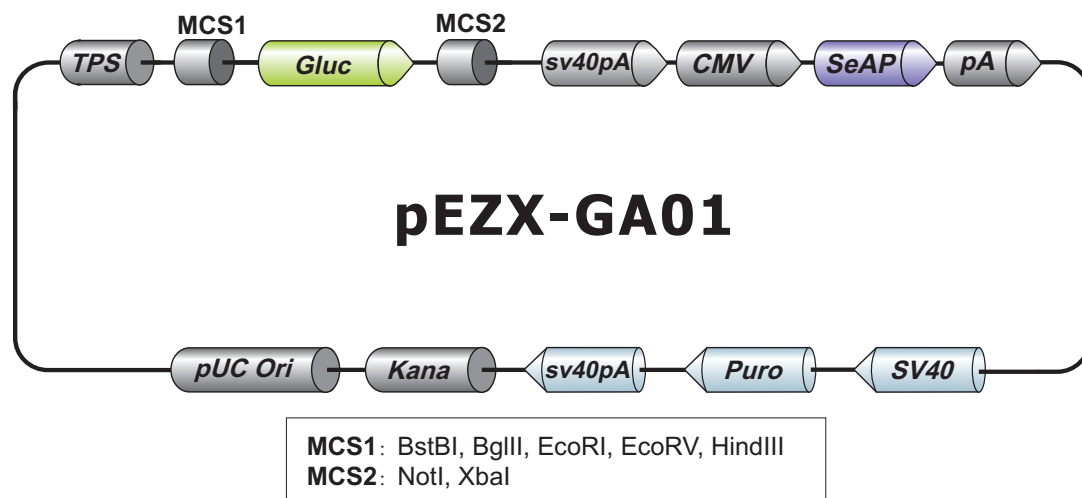 MCS1 MCS2
TPS Gluc sv40pA CMV SeAP pA
pEZX-GA01
pUC Ori Kana sv40pA Puro SV40
MCS1: BstBI, BglII, EcoRI, EcoRV, HindIII
MCS2: NotI, XbaI